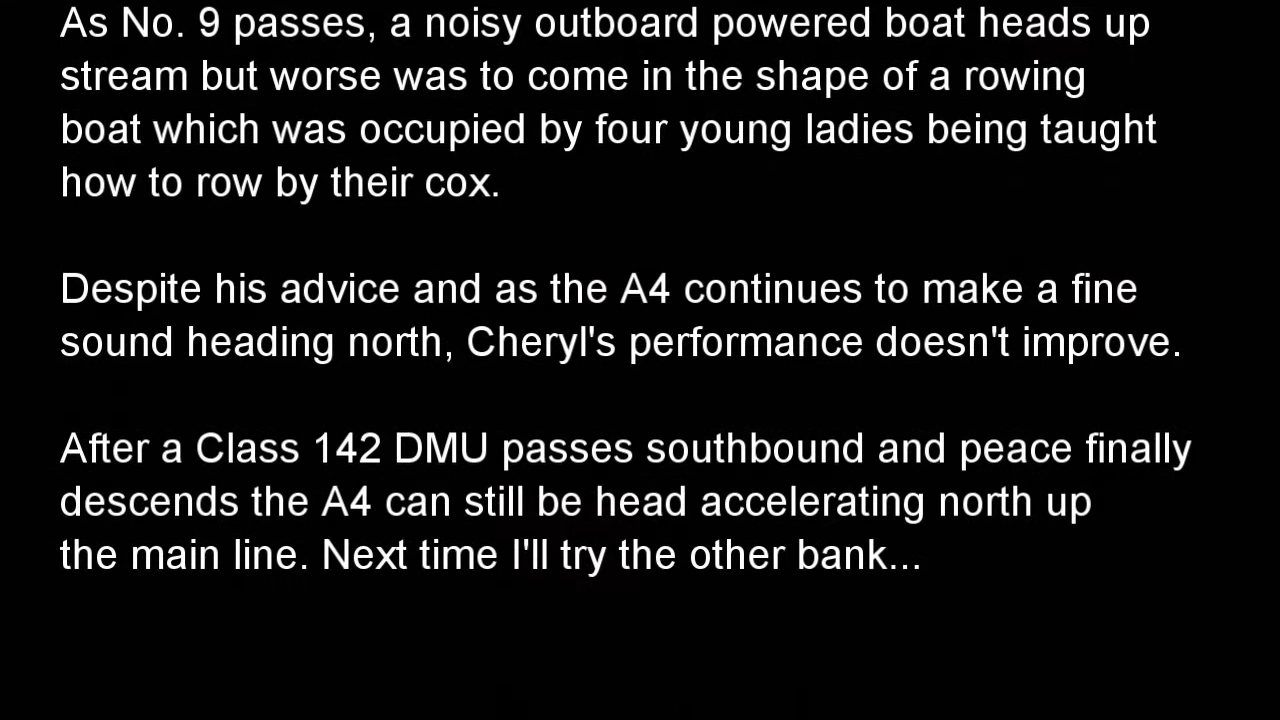 As No. 9 passes, a noisy outboard powered boat heads up
stream but worse was to come in the shape of a rowing
boat which was occupied by four young ladies being taught
how to row by their cox.
Despite his advice and as the A4 continues to make a fine
sound heading north, Cheryl's performance doesn't improve.
After a Class 142 DMU passes southbound and peace finally
descends the A4 can still be head accelerating north up
the main line. Next time I'll try the other bank...